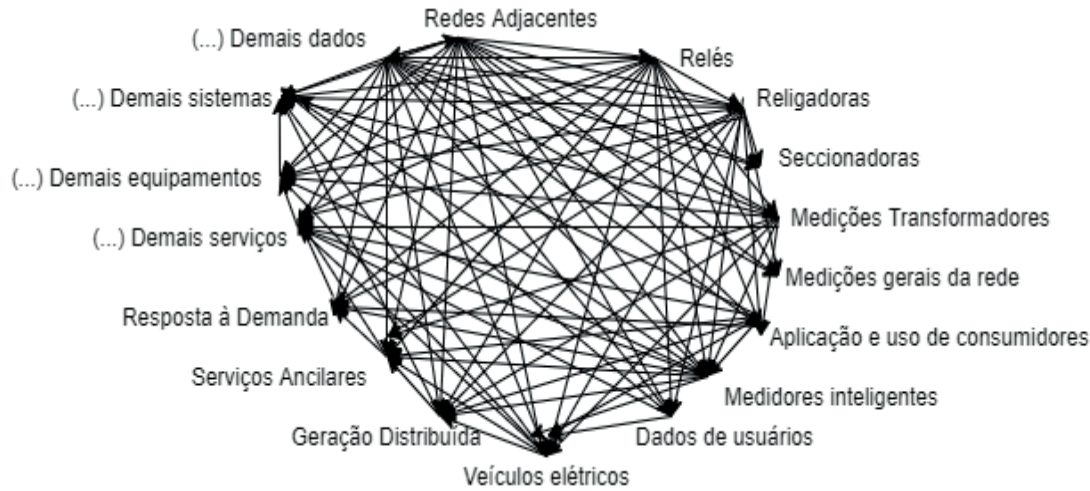 Redes Adjacentes
(...) Demais dados
Relés
(...) Demais sistemas
Religadoras
Seccionadoras
(...) Demais equipamentos
Medições Transformadores
(...) Demais serviços
Medições gerais da rede
Resposta à Demanda
Aplicação e uso de consumidores
Serviços Ancilares
Medidores inteligentes
Geração Distribuída
Dados de usuários
Veículos elétricos